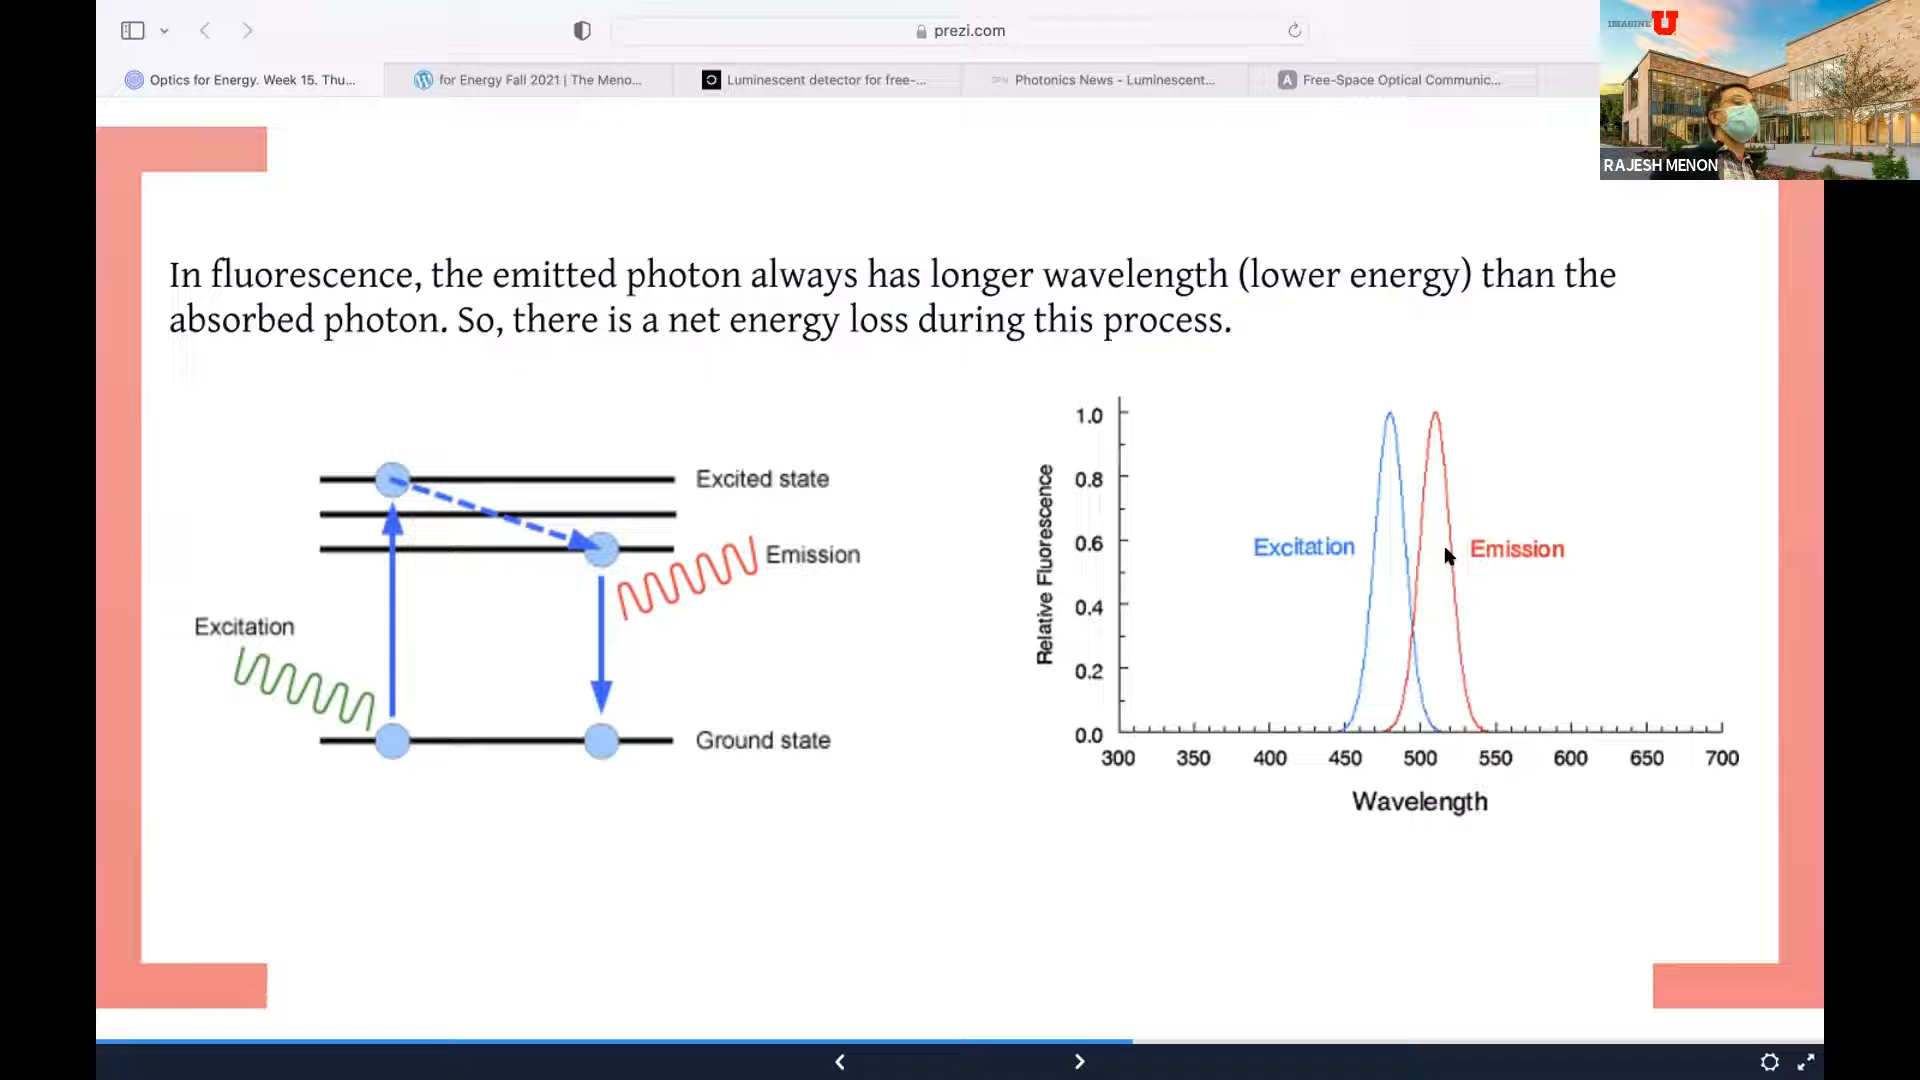 prezi.com
Optics for Energy. Week 15. Thu...
for Energy Fall 2021 | The Meno...
Luminescent detector for free-...
Photonics News - Luminescent...
A
Free-Space Optical Communic...
IMAGINE U
RAJESH MENON
In fluorescence, the emitted photon always has longer wavelength (lower energy) than the
absorbed photon. So, there is a net energy loss during this process.
Excited state
Emission
Excitation
Ground state
Relative Fluorescence
1.0
0.8
0.6
0.4
0.2
0.0
Excitation
Emission
300 350 400 450 500 550 600 650 700
Wavelength